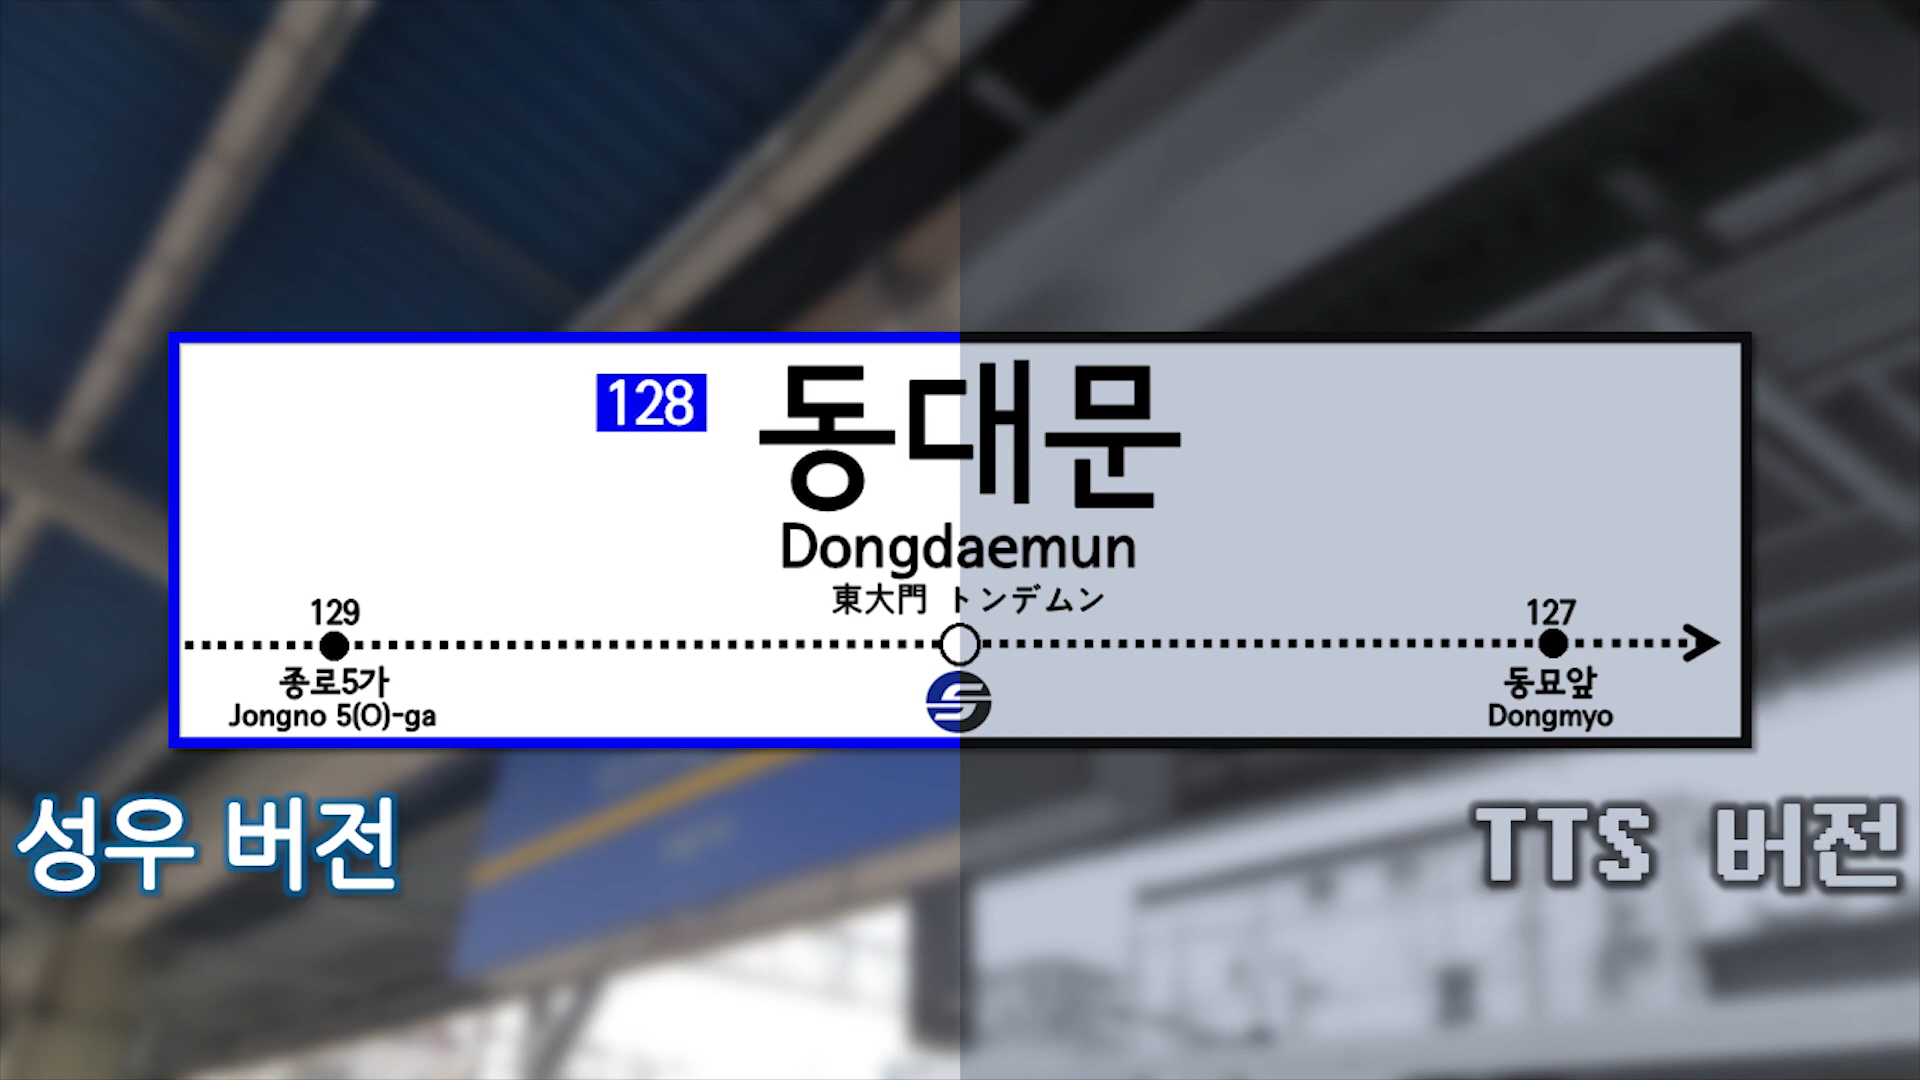 128 동대문
Dongdaemun
東大門 トンデムン
129
127
종로5가
Jongno 5(O)-ga
동묘앞
Dongmyo
성우 버전
TTS 버전